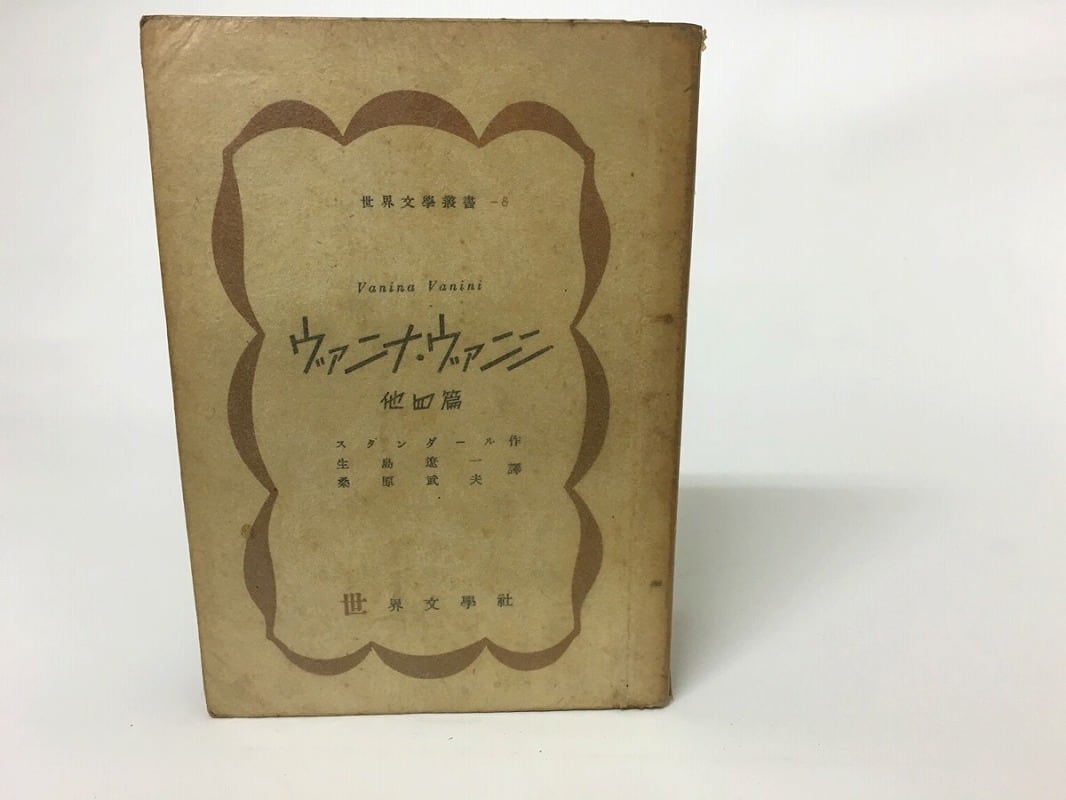 世界文學叢書
Vanina Vanini
ヴァニナ・ヴァニニ
他四篇
スタンダール作
生島遼一
桑原武夫 譯
世界文學社